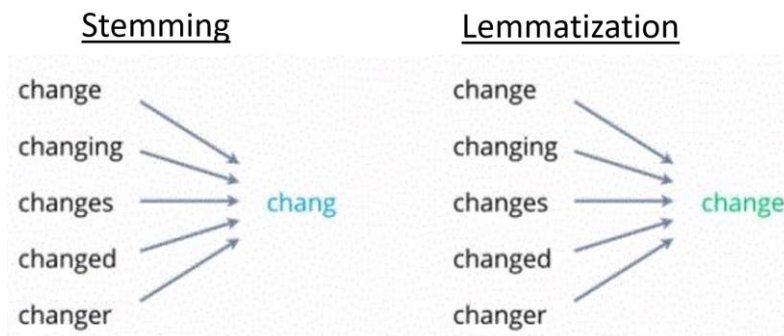 Stemming
Lemmatization
change
changing
changes
changed
changer
chang
change
changing
changes
changed
changer
change